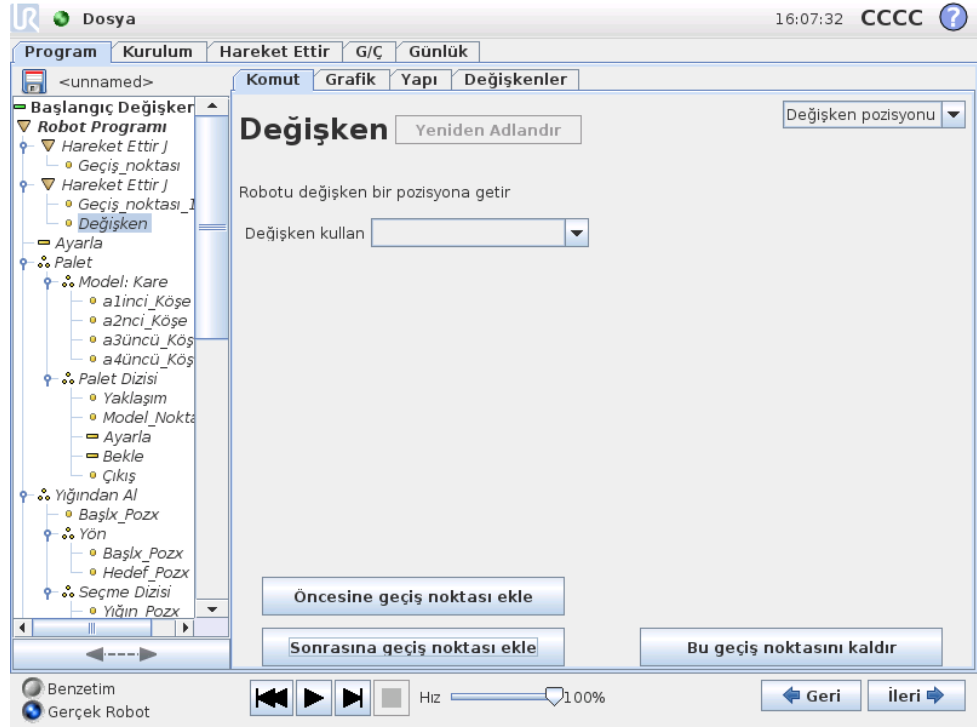 Dosya 16:07:32 CCCC ?
Program Kurulum Hareket Ettir G/Ç Günlük
<unnamed>
Komut Grafik Yapı Değişkenler
Başlangıç Değişker
Robot Programı
Hareket Ettir J
Geçiş_noktası
Hareket Ettir J
Geçiş_noktası_1
Değişken
Ayarla
Palet
Model: Kare
a1inci_Köşe
a2nci_Köşe
a3üncü_Köş
a4üncü_Köş
Palet Dizisi
Yaklaşım
Model_Nokta
Ayarla
Bekle
Çıkış
Yığından Al
Başlx_Pozx
Yön
Başlx_Pozx
Hedef_Pozx
Seçme Dizisi
Yığın_Pozx
Değişken Yeniden Adlandır
Değişken pozisyonu
Robotu değişken bir pozisyona getir
Değişken kullan
Öncesine geçiş noktası ekle
Sonrasına geçiş noktası ekle
Bu geçiş noktasını kaldır
Benzetim
Gerçek Robot
Hız 100%
Geri İleri